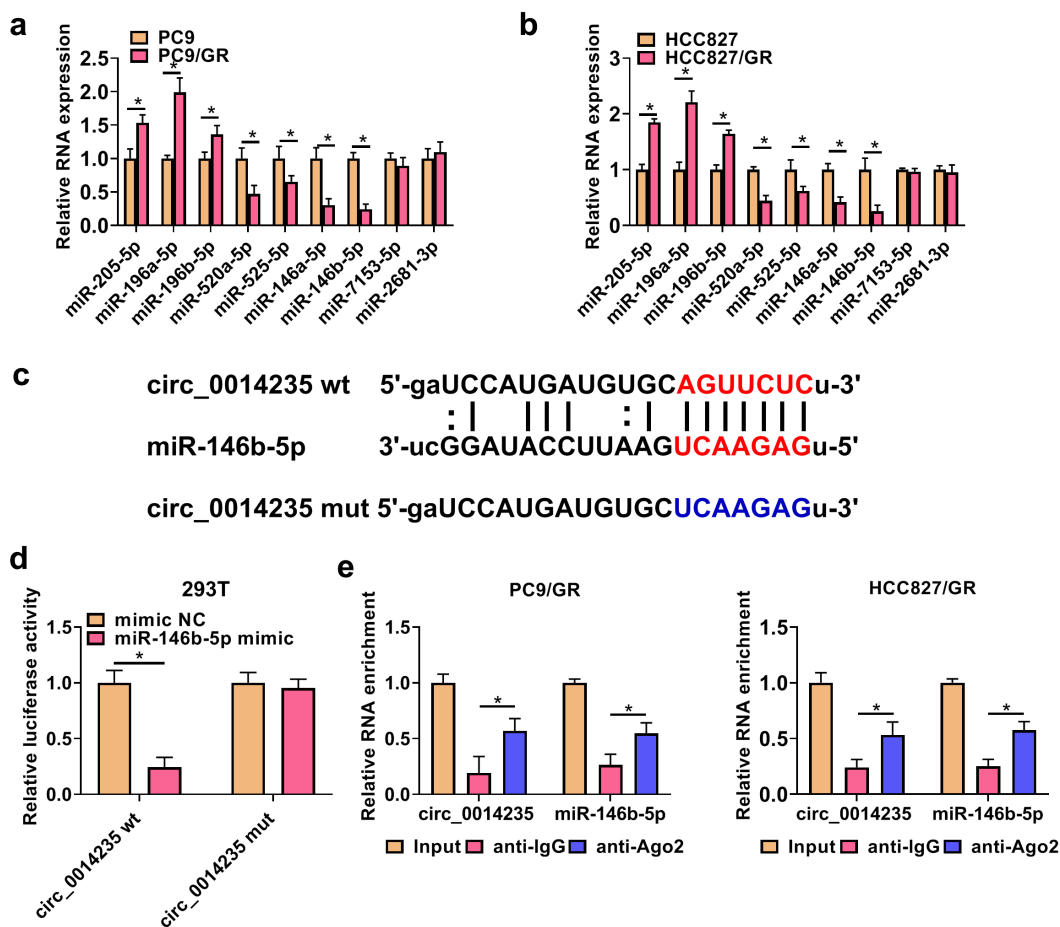 a
PC9
PC9/GR
Relative RNA expression
2.5
2.0
1.5
1.0
0.5
0.0
* * * * * * *
miR-205-5p
miR-196a-5p
miR-196b-5p
miR-520a-5p
miR-525-5p
miR-146a-5p
miR-146b-5p
miR-7153-5p
miR-2681-3p
b
HCC827
HCC827/GR
Relative RNA expression
3
2
1
0
* * * * * * *
miR-205-5p
miR-196a-5p
miR-196b-5p
miR-520a-5p
miR-525-5p
miR-146a-5p
miR-146b-5p
miR-7153-5p
miR-2681-3p
c
circ_0014235 wt 5'-gaUCCAUGAUGUGCAGUUCUCu-3'
miR-146b-5p 3'-ucGGAUACCUUAAGUCAAGAGu-5'
circ_0014235 mut 5'-gaUCCAUGAUGUGCUCAAGAGu-3'
d
293T
mimic NC
miR-146b-5p mimic
Relative luciferase activity
1.5
1.0
0.5
0.0
*
circ_0014235 wt
circ_0014235 mut
e
PC9/GR
Relative RNA enrichment
1.5
1.0
0.5
0.0
* *
circ_0014235 miR-146b-5p
Input anti-IgG anti-Ago2
HCC827/GR
Relative RNA enrichment
1.5
1.0
0.5
0.0
* *
circ_0014235 miR-146b-5p
Input anti-IgG anti-Ago2